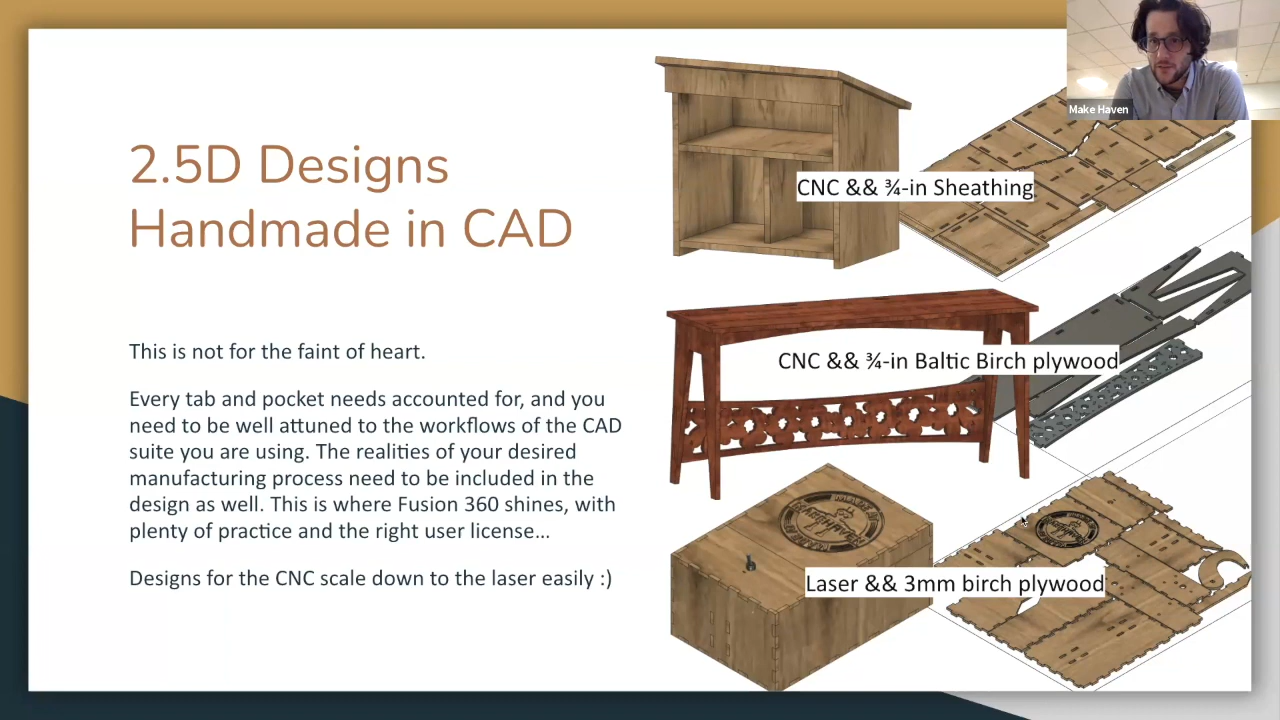 Make Haven
2.5D Designs
Handmade in CAD
This is not for the faint of heart.
Every tab and pocket needs accounted for, and you
need to be well attuned to the workflows of the CAD
suite you are using. The realities of your desired
manufacturing process need to be included in the
design as well. This is where Fusion 360 shines, with
plenty of practice and the right user license...
Designs for the CNC scale down to the laser easily :)
CNC && ¾-in Sheathing
CNC && ¾-in Baltic Birch plywood
Laser && 3mm birch plywood